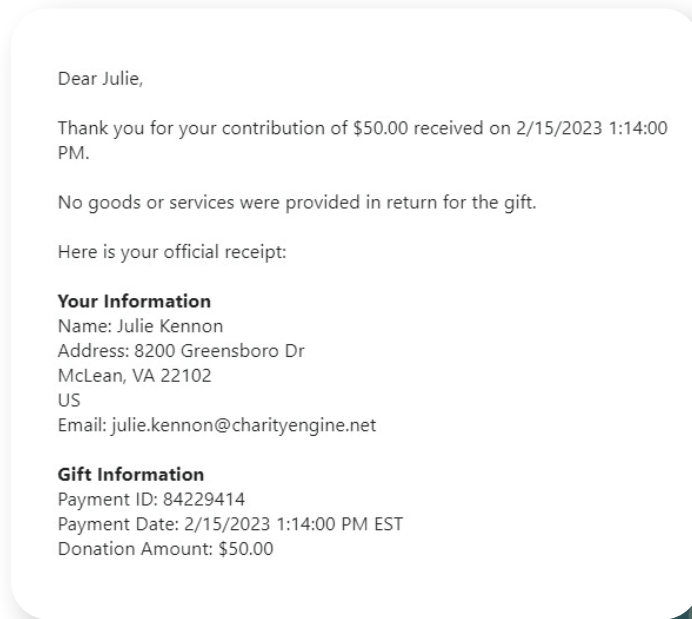 Dear Julie,
Thank you for your contribution of $50.00 received on 2/15/2023 1:14:00
PM.
No goods or services were provided in return for the gift.
Here is your official receipt:
Your Information
Name: Julie Kennon
Address: 8200 Greensboro Dr
McLean, VA 22102
US
Email: julie.kennon@charityengine.net
Gift Information
Payment ID: 84229414
Payment Date: 2/15/2023 1:14:00 PM EST
Donation Amount: $50.00